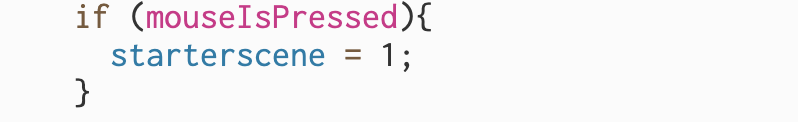 if (mouseIsPressed){
  starterscene = 1;
}